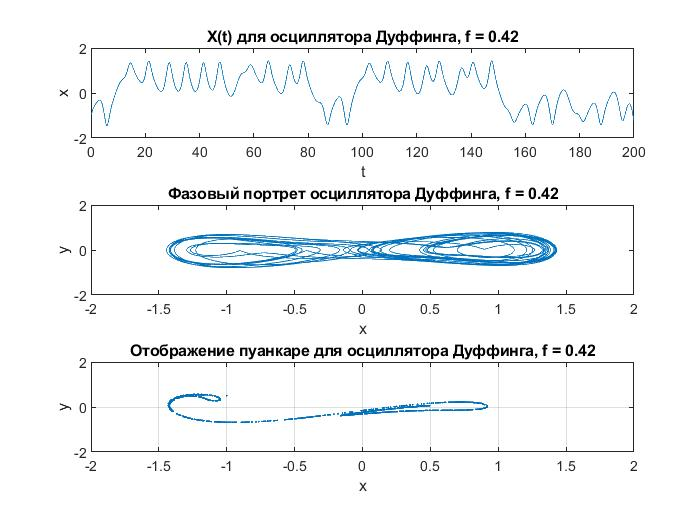 X(t) для осциллятора Дуффинга, f = 0.42
2
0
-2
x
0 20 40 60 80 100 120 140 160 180 200
t
Фазовый портрет осциллятора Дуффинга, f = 0.42
2
0
-2
y
-2 -1.5 -1 -0.5 0 0.5 1 1.5 2
x
Отображение пуанкаре для осциллятора Дуффинга, f = 0.42
2
0
-2
y
-2 -1.5 -1 -0.5 0 0.5 1 1.5 2
x